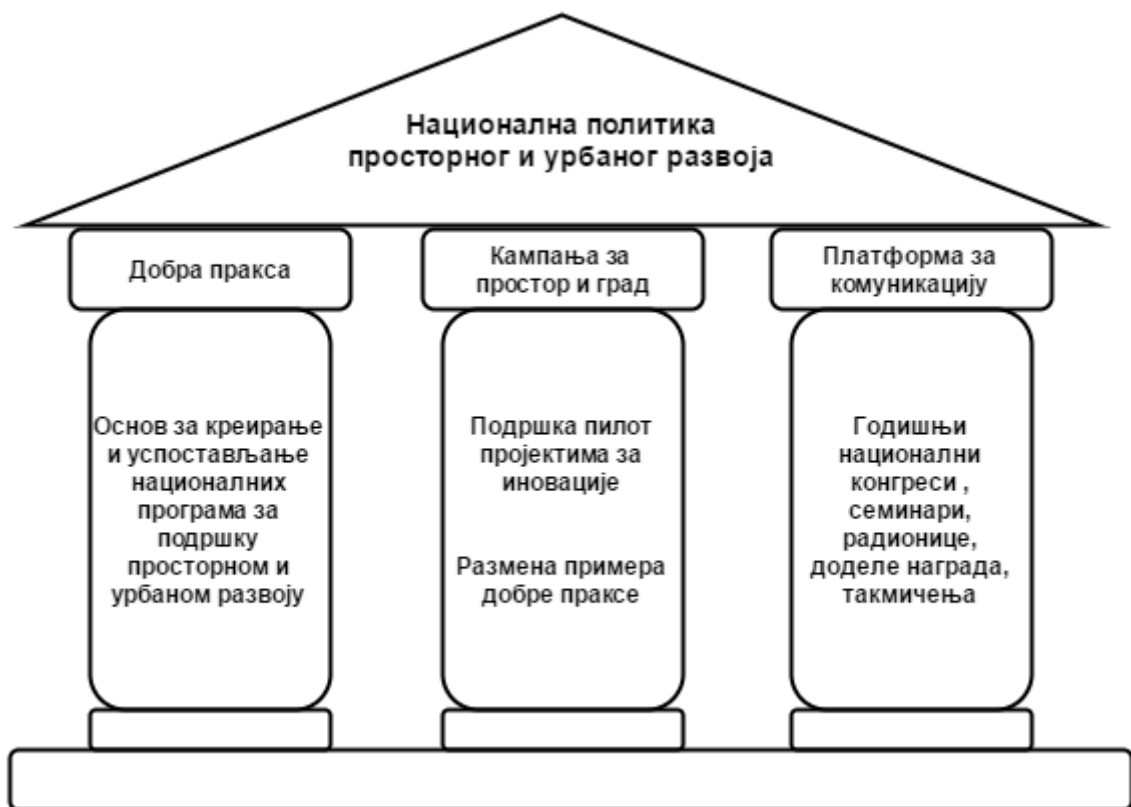 Национална политика
просторног и урбаног развоја
Добра пракса
Кампања за
простор и град
Платформа за
комуникацију
Основ за креирање
и успостављање
националних
програма за
подршку
просторном и
урбаном развоју
Подршка пилот
пројектима за
иновације
Размена примера
добре праксе
Годишњи
национални
конгреси ,
семинари,
радионице,
доделе награда,
такмичења